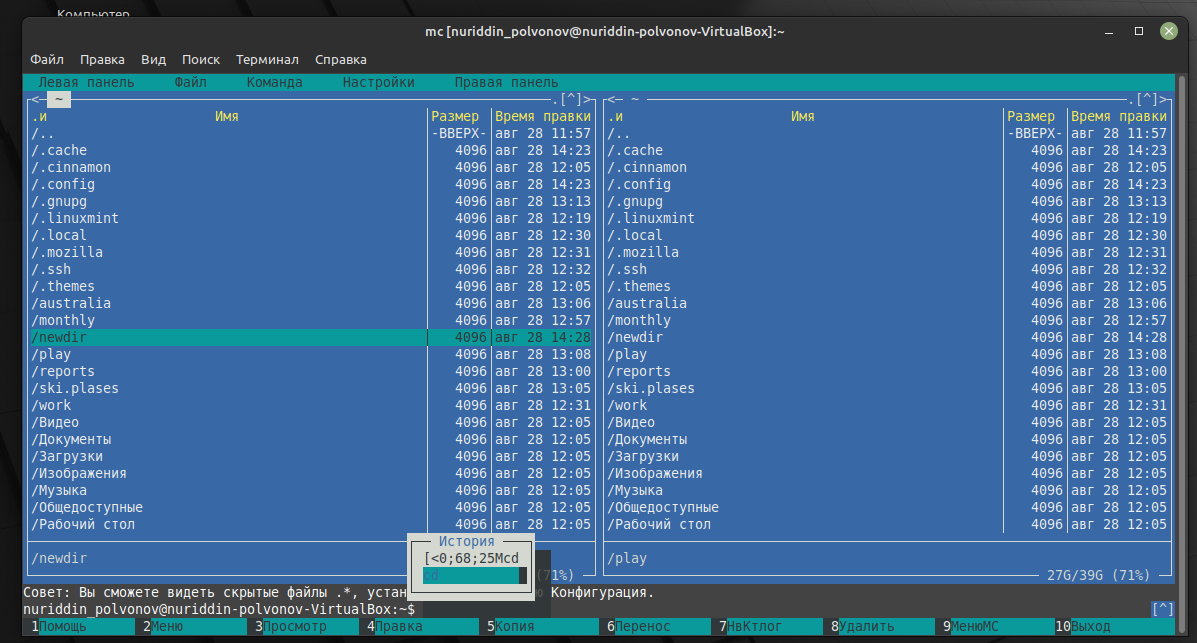 Компьютер
mc [nuriddin_polvonov@nuriddin-polvonov-VirtualBox]:~
Файл Правка Вид Поиск Терминал Справка
Левая панель Файл Команда Настройки Правая панель
<─ ~ .[^]> <─ ~ .[^]>
.и Имя Размер Время правки .и Имя Размер Время правки
/.. -ВВЕРХ- авг 28 11:57 /.. -ВВЕРХ- авг 28 11:57
/.cache 4096 авг 28 14:23 /.cache 4096 авг 28 14:23
/.cinnamon 4096 авг 28 12:05 /.cinnamon 4096 авг 28 12:05
/.config 4096 авг 28 14:23 /.config 4096 авг 28 14:23
/.gnupg 4096 авг 28 13:13 /.gnupg 4096 авг 28 13:13
/.linuxmint 4096 авг 28 12:19 /.linuxmint 4096 авг 28 12:19
/.local 4096 авг 28 12:30 /.local 4096 авг 28 12:30
/.mozilla 4096 авг 28 12:31 /.mozilla 4096 авг 28 12:31
/.ssh 4096 авг 28 12:32 /.ssh 4096 авг 28 12:32
/.themes 4096 авг 28 12:05 /.themes 4096 авг 28 12:05
/australia 4096 авг 28 13:06 /australia 4096 авг 28 13:06
/monthly 4096 авг 28 12:57 /monthly 4096 авг 28 12:57
/newdir 4096 авг 28 14:28 /newdir 4096 авг 28 14:28
/play 4096 авг 28 13:08 /play 4096 авг 28 13:08
/reports 4096 авг 28 13:00 /reports 4096 авг 28 13:00
/ski.plases 4096 авг 28 13:05 /ski.plases 4096 авг 28 13:05
/work 4096 авг 28 12:31 /work 4096 авг 28 12:31
/Видео 4096 авг 28 12:05 /Видео 4096 авг 28 12:05
/Документы 4096 авг 28 12:05 /Документы 4096 авг 28 12:05
/Загрузки 4096 авг 28 12:05 /Загрузки 4096 авг 28 12:05
/Изображения 4096 авг 28 12:05 /Изображения 4096 авг 28 12:05
/Музыка 4096 авг 28 12:05 /Музыка 4096 авг 28 12:05
/Общедоступные 4096 авг 28 12:05 /Общедоступные 4096 авг 28 12:05
/Рабочий стол 4096 авг 28 12:05 /Рабочий стол 4096 авг 28 12:05
История
/newdir [<0;68;25Mcd /play
cd (71%) 27G/39G (71%)
Совет: Вы сможете видеть скрытые файлы .*, устан ю Конфигурация.
nuriddin_polvonov@nuriddin-polvonov-VirtualBox:~$ [^]
1Помощь 2Меню 3Просмотр 4Правка 5Копия 6Перенос 7НвКтлог 8Удалить 9МенюMC 10Выход